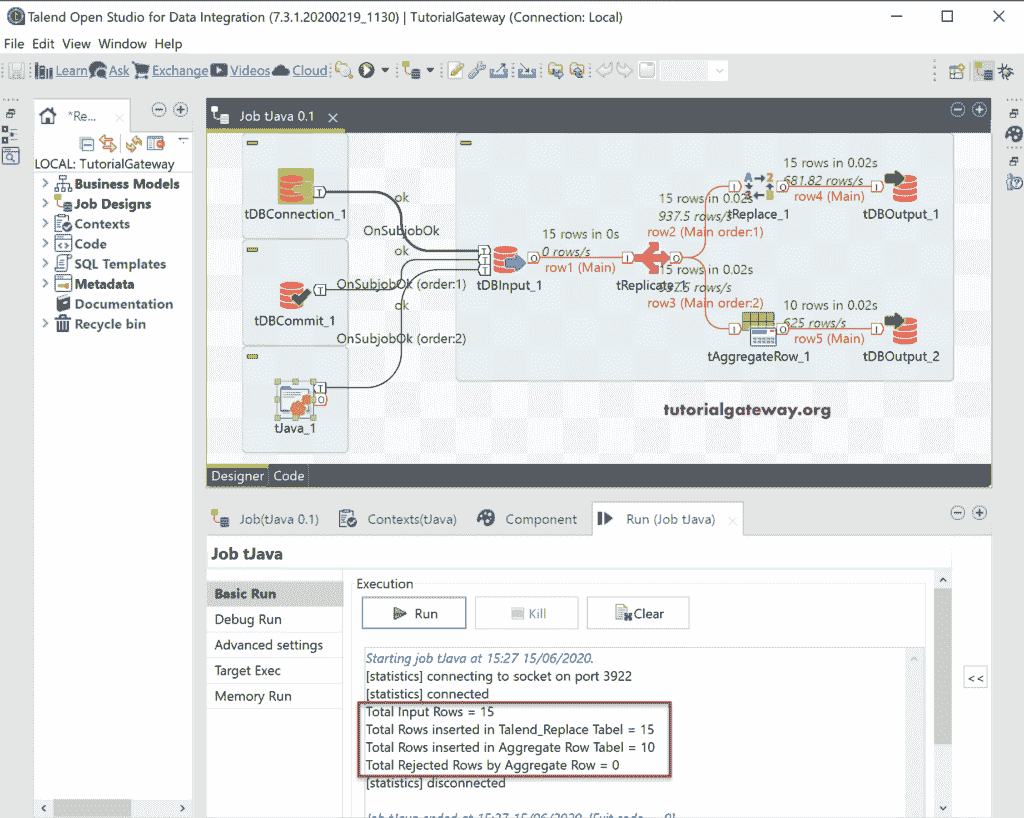 Talend Open Studio for Data Integration (7.3.1.20200219_1130) | TutorialGateway (Connection: Local)
File Edit View Window Help
Learn Ask Exchange Videos Cloud
*Re...
LOCAL: TutorialGateway
Business Models
Job Designs
Contexts
Code
SQL Templates
Metadata
Documentation
Recycle bin
Job tJava 0.1
tDBConnection_1
ok
OnSubjobOk
ok
tDBCommit_1
OnSubjobOk (order:1)
ok
OnSubjobOk (order:2)
tJava_1
tDBInput_1
15 rows in 0s
0 rows/s
row1 (Main)
tReplicate_1
15 rows in 0.02s
937.5 rows/s
row2 (Main order:1)
tReplace_1
15 rows in 0.02s
681.82 rows/s
row4 (Main)
tDBOutput_1
15 rows in 0.02s
937.5 rows/s
row3 (Main order:2)
tAggregateRow_1
10 rows in 0.02s
625 rows/s
row5 (Main)
tDBOutput_2
tutorialgateway.org
Designer Code
Job(tJava 0.1) Contexts(tJava) Component Run (Job tJava)
Job tJava
Basic Run
Debug Run
Advanced settings
Target Exec
Memory Run
Execution
Run Kill Clear
<<
Starting job tJava at 15:27 15/06/2020.
[statistics] connecting to socket on port 3922
[statistics] connected
Total Input Rows = 15
Total Rows inserted in Talend_Replace Tabel = 15
Total Rows inserted in Aggregate Row Tabel = 10
Total Rejected Rows by Aggregate Row = 0
[statistics] disconnected
Job tJava ended at 15:27 15/06/2020.